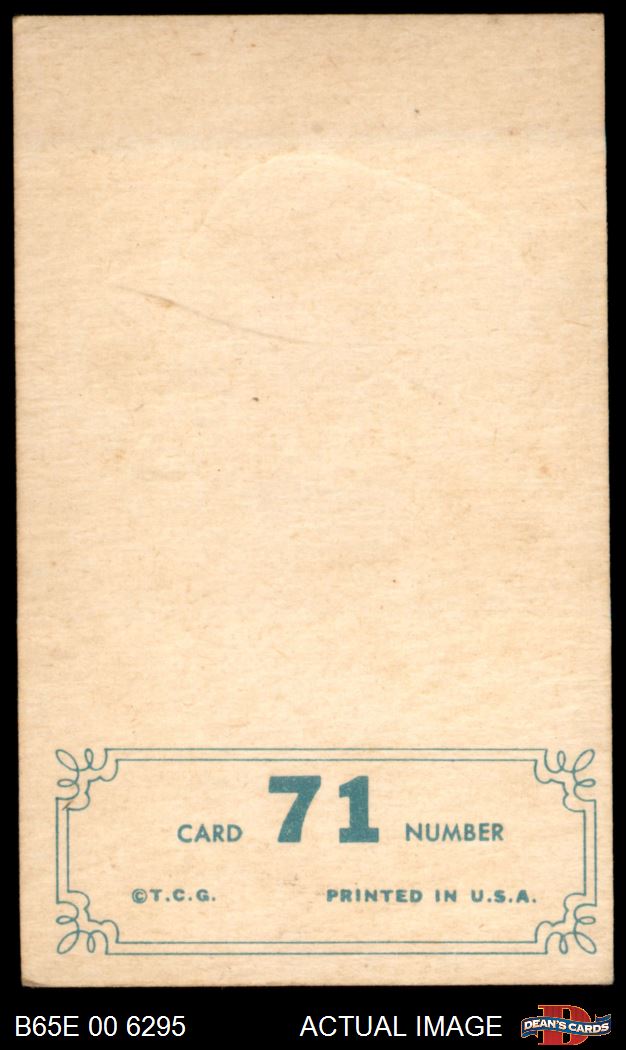 CARD 71 NUMBER
©T.C.G. PRINTED IN U.S.A.
B65E 00 6295 ACTUAL IMAGE DEAN'S CARDS